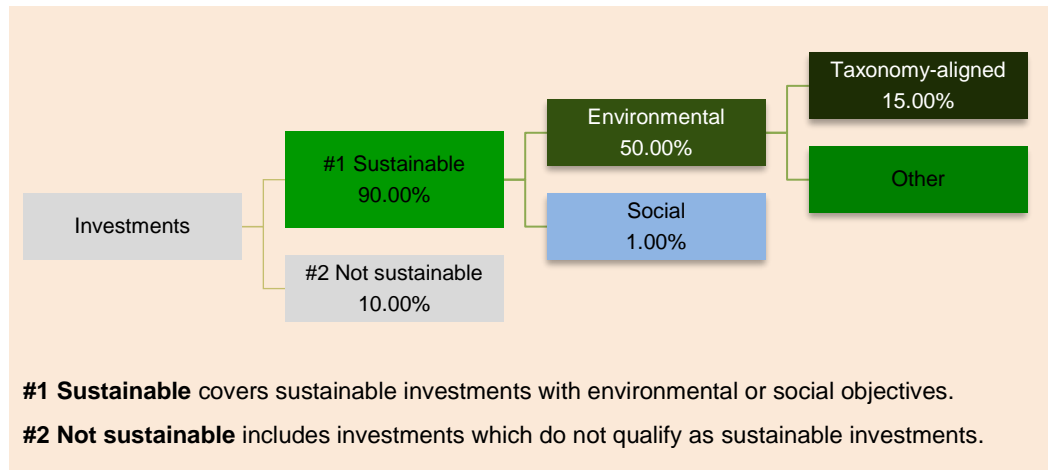 Taxonomy-aligned
15.00%
Environmental
50.00%
#1 Sustainable
90.00%
Other
Investments
Social
1.00%
#2 Not sustainable
10.00%
#1 Sustainable covers sustainable investments with environmental or social objectives.
#2 Not sustainable includes investments which do not qualify as sustainable investments.